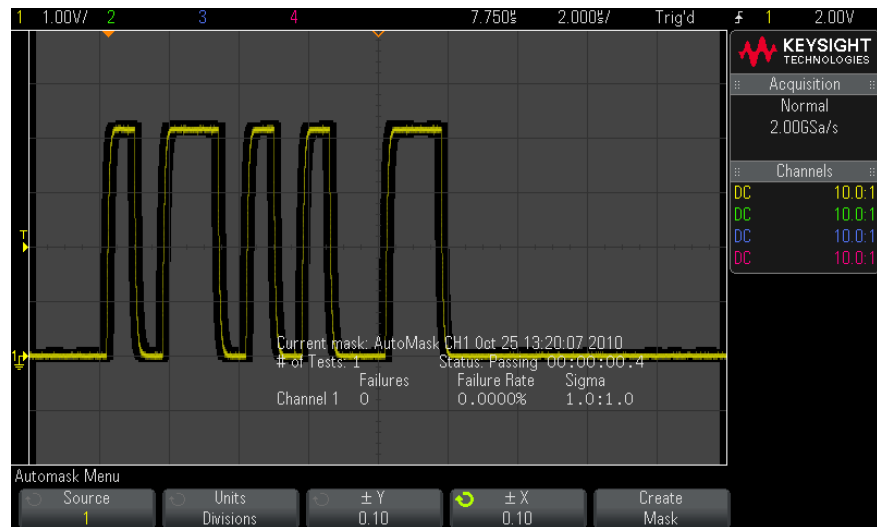 1 1.00V/ 2 3 4 7.750s 2.000s/ Trig'd 1 2.00V
KEYSIGHT
TECHNOLOGIES
Acquisition
Normal
2.00GSa/s
Channels
DC 10.0:1
DC 10.0:1
DC 10.0:1
DC 10.0:1
T
1
Current mask: AutoMask CH1 Oct 25 13:20:07 2010
# of Tests: 1 Status: Passing 00:00:00.4
Failures Failure Rate Sigma
Channel 1 0 0.0000% 1.0:1.0
Automask Menu
Source Units ± Y ± X Create
1 Divisions 0.10 0.10 Mask